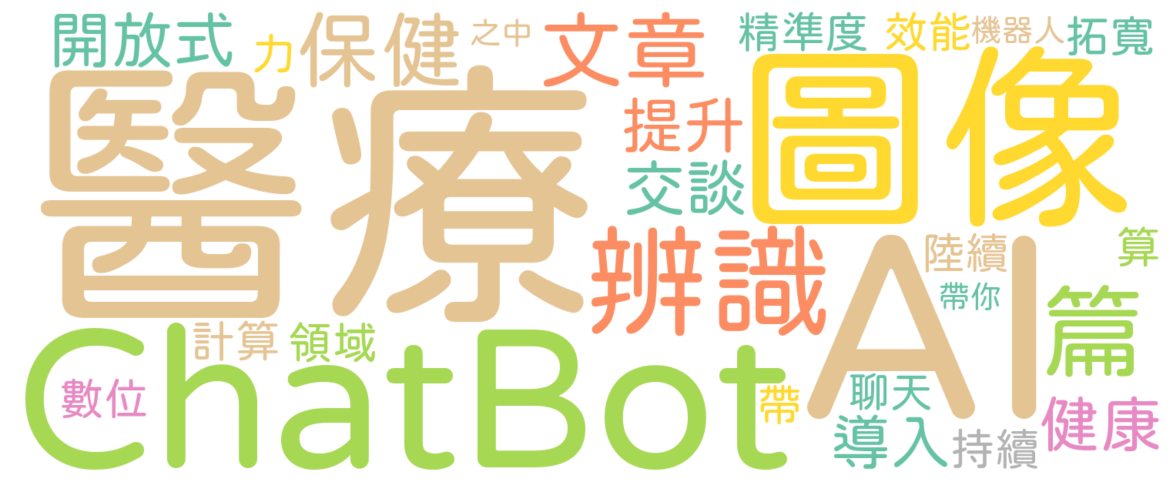 開放式
力
保健
之中
文章
精準度
效能
機器人
拓寬
醫療
提升
圖像
交談
辨識
AI
陸續
算
帶你
篇
ChatBot
計算
領域
數位
帶
聊天
健康
導入
持續